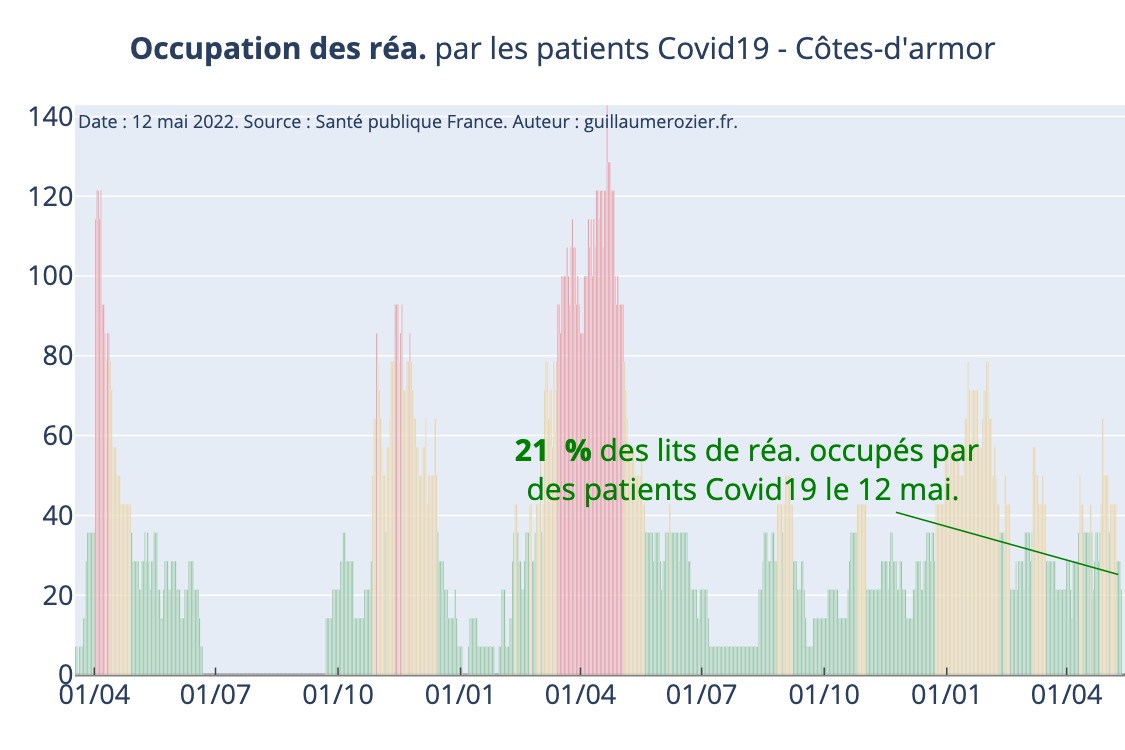 Occupation des réa. par les patients Covid19 - Côtes-d'armor
140
Date : 12 mai 2022. Source : Santé publique France. Auteur : guillaumerozier.fr.
120
100
80
60
21 % des lits de réa. occupés par
des patients Covid19 le 12 mai.
40
20
0
01/04 01/07 01/10 01/01 01/04 01/07 01/10 01/01 01/04